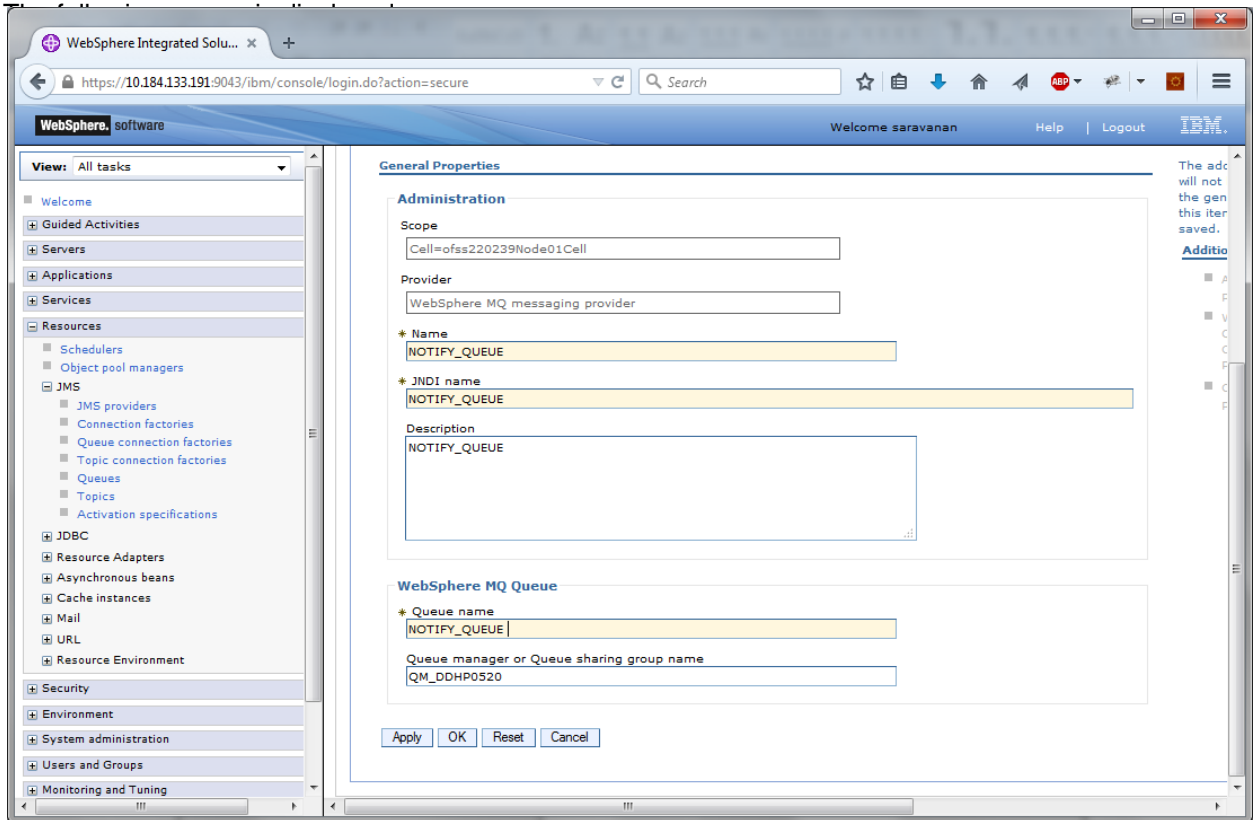 The following screen is displayed
WebSphere Integrated Solu...
https://10.184.133.191:9043/ibm/console/login.do?action=secure
Search
ABP
WebSphere. software
Welcome saravanan
Help | Logout
IBM.
View: All tasks
Welcome
Guided Activities
Servers
Applications
Services
Resources
Schedulers
Object pool managers
JMS
JMS providers
Connection factories
Queue connection factories
Topic connection factories
Queues
Topics
Activation specifications
JDBC
Resource Adapters
Asynchronous beans
Cache instances
Mail
URL
Resource Environment
Security
Environment
System administration
Users and Groups
Monitoring and Tuning
General Properties
Administration
Scope
Cell=ofss220239Node01Cell
Provider
WebSphere MQ messaging provider
* Name
NOTIFY_QUEUE
* JNDI name
NOTIFY_QUEUE
Description
NOTIFY_QUEUE
WebSphere MQ Queue
* Queue name
NOTIFY_QUEUE
Queue manager or Queue sharing group name
QM_DDHP0520
Apply OK Reset Cancel
The add
will not
the gen
this iter
saved.
Additio